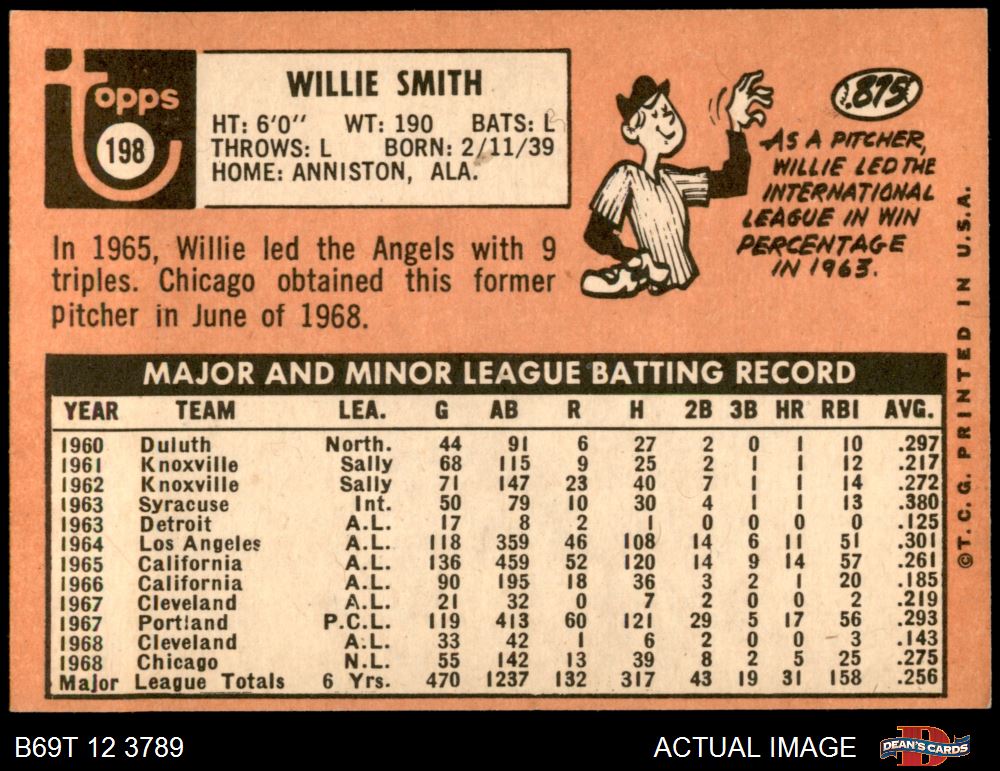 topps
198
WILLIE SMITH
HT: 6'0" WT: 190 BATS: L
THROWS: L BORN: 2/11/39
HOME: ANNISTON, ALA.
In 1965, Willie led the Angels with 9
triples. Chicago obtained this former
pitcher in June of 1968.
.875
AS A PITCHER,
WILLIE LED THE
INTERNATIONAL
LEAGUE IN WIN
PERCENTAGE
IN 1963.
MAJOR AND MINOR LEAGUE BATTING RECORD
YEAR TEAM LEA. G AB R H 2B 3B HR RBI AVG.
1960 Duluth North. 44 91 6 27 2 0 1 10 .297
1961 Knoxville Sally 68 115 9 25 2 1 1 12 .217
1962 Knoxville Sally 71 147 23 40 7 1 1 14 .272
1963 Syracuse Int. 50 79 10 30 4 1 1 13 .380
1963 Detroit A.L. 17 8 2 1 0 0 0 0 .125
1964 Los Angeles A.L. 118 359 46 108 14 6 11 51 .301
1965 California A.L. 136 459 52 120 14 9 14 57 .261
1966 California A.L. 90 195 18 36 3 2 1 20 .185
1967 Cleveland A.L. 21 32 0 7 2 0 0 2 .219
1967 Portland P.C.L. 119 413 60 121 29 5 17 56 .293
1968 Cleveland A.L. 33 42 1 6 2 0 0 3 .143
1968 Chicago N.L. 55 142 13 39 8 2 5 25 .275
Major League Totals 6 Yrs. 470 1237 132 317 43 19 31 158 .256
©T.C.G. PRINTED IN U.S.A.
B69T 12 3789 ACTUAL IMAGE DEAN'S CARDS